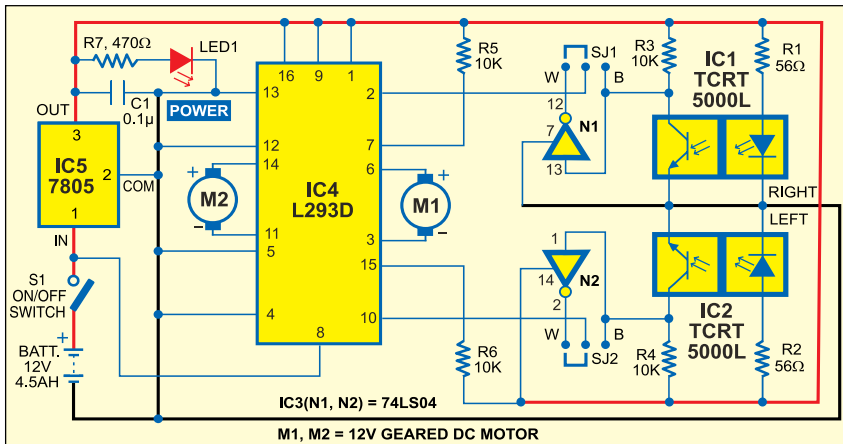 R7, 470Ω
LED1
C1
0.1µ
POWER
OUT
3
IC5
7805
2
COM
1
IN
S1
ON/OFF
SWITCH
+
BATT.
12V
4.5AH
16
9
1
13
12
14
11
5
4
8
2
7
6
3
15
10
IC4
L293D
+
M2
–
+
M1
–
R5
10K
R6
10K
W
SJ1
B
12
7
N1
13
1
14
N2
2
W
SJ2
B
R3
10K
IC1
TCRT
5000L
R1
56Ω
RIGHT
LEFT
IC2
TCRT
5000L
R4
10K
R2
56Ω
IC3(N1, N2) = 74LS04
M1, M2 = 12V GEARED DC MOTOR